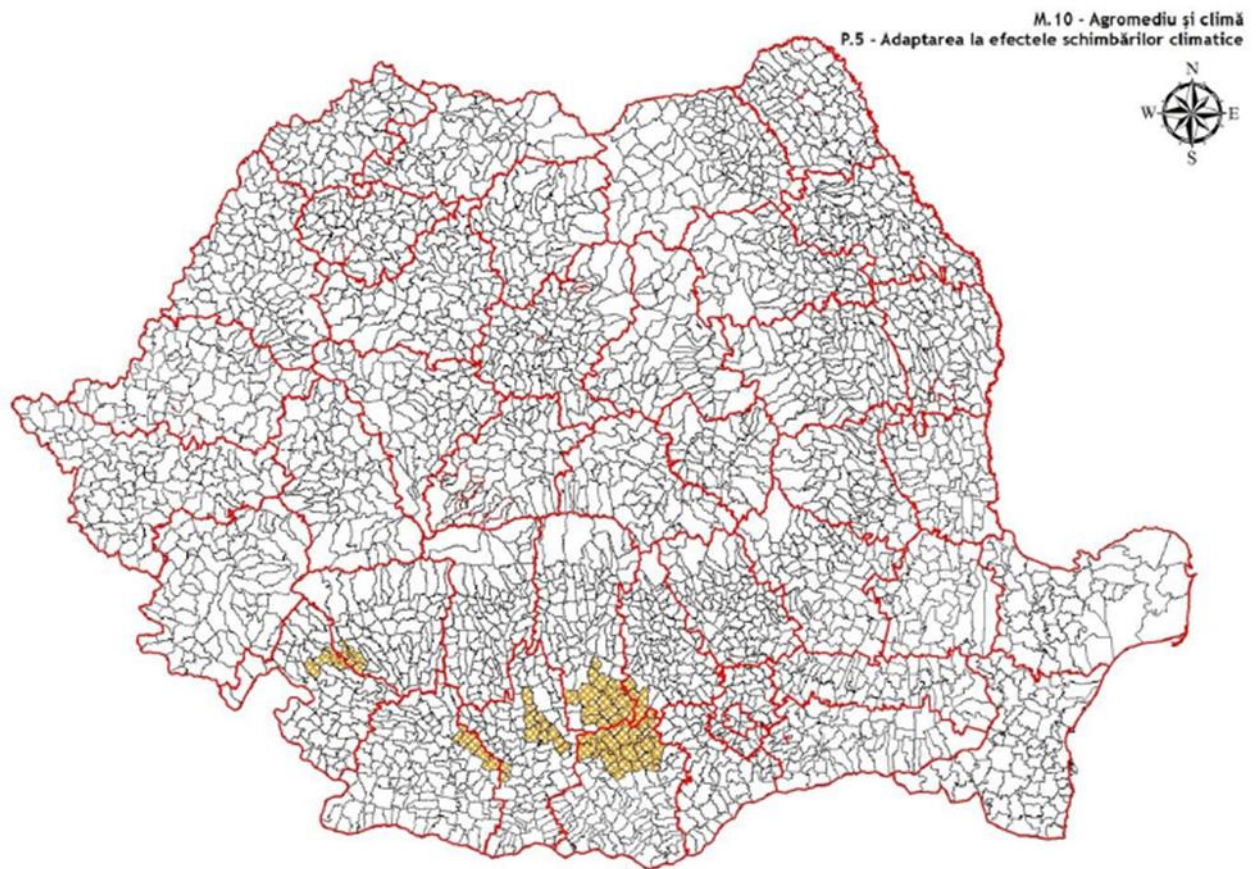 M.10 - Agromediu și climă
P.5 - Adaptarea la efectele schimbărilor climatice
N
W E
S